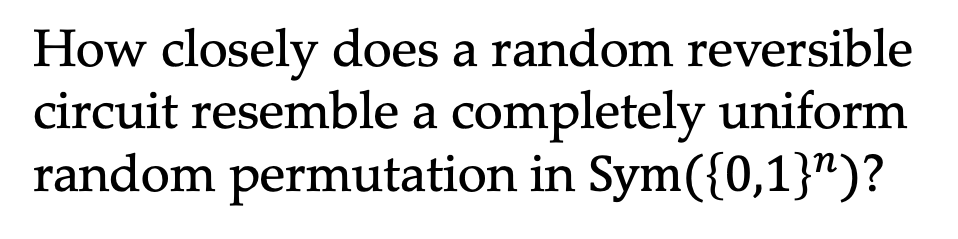 How closely does a random reversible
circuit resemble a completely uniform
random permutation in Sym({0,1}ⁿ)?